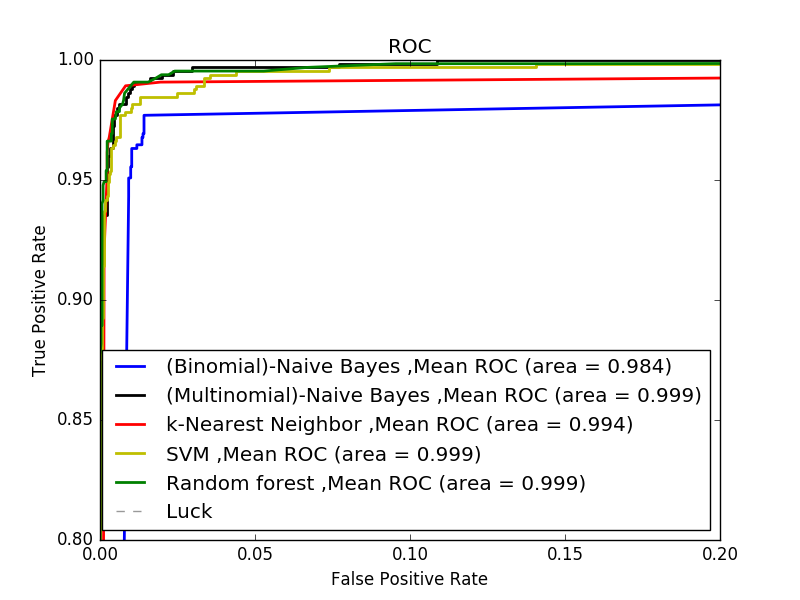 ROC
1.00
0.95
0.90
0.85
0.80
True Positive Rate
(Binomial)-Naive Bayes ,Mean ROC (area = 0.984)
(Multinomial)-Naive Bayes ,Mean ROC (area = 0.999)
k-Nearest Neighbor ,Mean ROC (area = 0.994)
SVM ,Mean ROC (area = 0.999)
Random forest ,Mean ROC (area = 0.999)
Luck
0.00 0.05 0.10 0.15 0.20
False Positive Rate